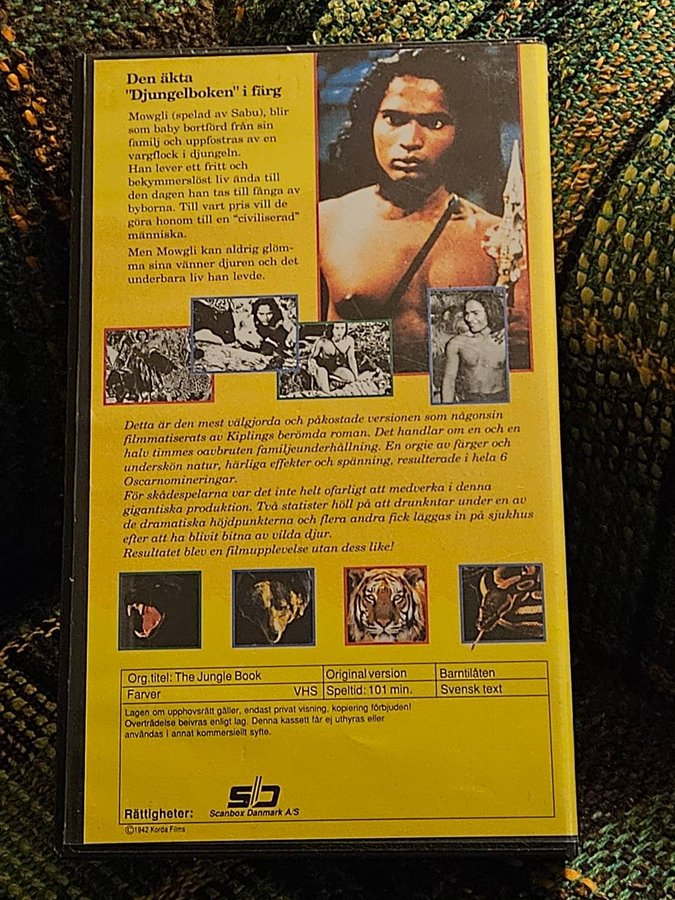 Den äkta
"Djungelboken" i färg
Mowgli (spelad av Sabu), blir
som baby bortförd från sin
familj och uppfostras av en
vargflock i djungeln.
Han lever ett fritt och
bekymmerslöst liv ända till
den dagen han tas till fånga av
byborna. Till vart pris vill de
göra honom till en "civiliserad"
människa.
Men Mowgli kan aldrig glöm-
ma sina vänner djuren och det
underbara liv han levde.
Detta är den mest välgjorda och påkostade versionen som någonsin
filmmatiserats av Kiplings berömda roman. Det handlar om en och en
halv timmes oavbruten familjeunderhållning. En orgie av färger och
underskön natur, härliga effekter och spänning, resulterade i hela 6
Oscarnomineringar.
För skådespelarna var det inte helt ofarligt att medverka i denna
gigantiska produktion. Två statister höll på att drunkntar under en av
de dramatiska höjdpunkterna och flera andra fick läggas in på sjukhus
efter att ha blivit bitna av vilda djur.
Resultatet blev en filmupplevelse utan dess like!
Org.titel: The Jungle Book Originalversion Barntilåten
Farver VHS Speltid: 101 min. Svensk text
Lagen om upphovsrätt gäller, endast privat visning, kopiering förbjuden!
Overträdelse beivras enligt lag. Denna kassett får ej uthyras eller
användas i annat kommersiellt syfte.
Rättigheter: Scanbox Danmark A/S
©1942 Korda Films